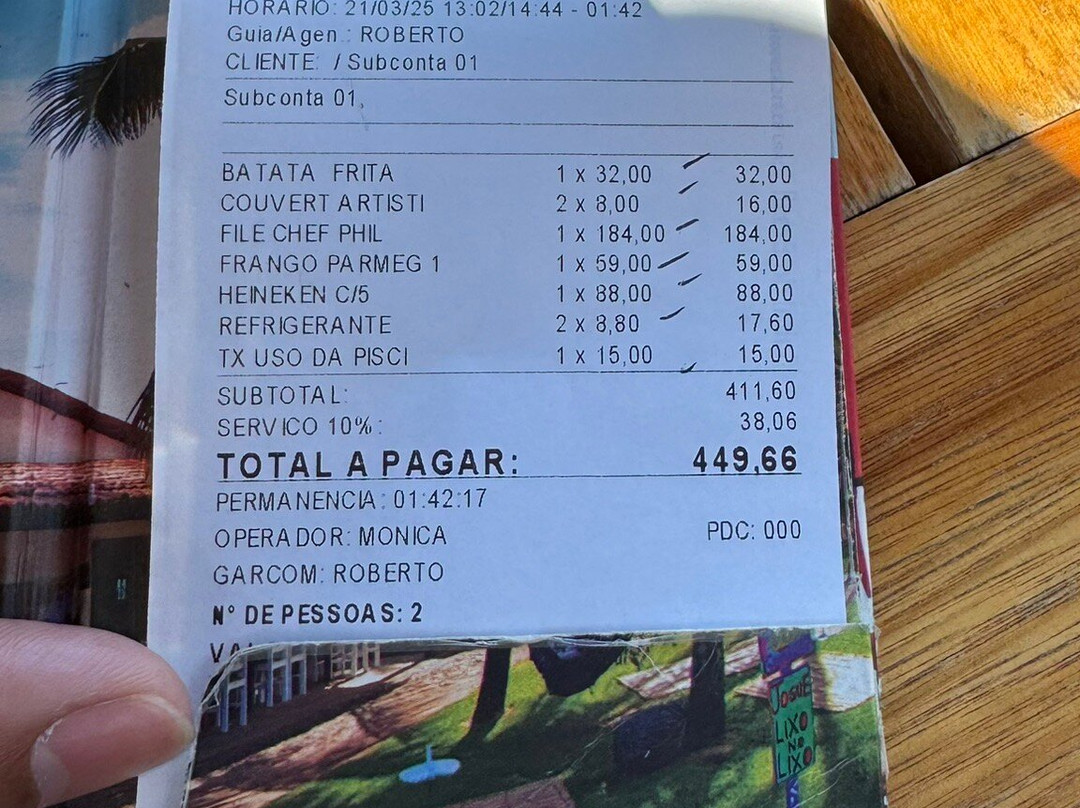 HORARIO: 21/03/25 13:02/14:44 - 01:42
Guia/Agen.: ROBERTO
CLIENTE: / Subconta 01
Subconta 01,
BATATA FRITA 1 x 32,00 32,00
COUVERT ARTISTI 2 x 8,00 16,00
FILE CHEF PHIL 1 x 184,00 184,00
FRANGO PARMEG 1 1 x 59,00 59,00
HEINEKEN C/5 1 x 88,00 88,00
REFRIGERANTE 2 x 8,80 17,60
TX USO DA PISCI 1 x 15,00 15,00
SUBTOTAL: 411,60
SERVICO 10%: 38,06
TOTAL A PAGAR: 449,66
PERMANENCIA: 01:42:17
OPERADOR: MONICA PDC: 000
GARCOM: ROBERTO
N° DE PESSOAS: 2
JOSUÉ
LIXO
NO
LIXO